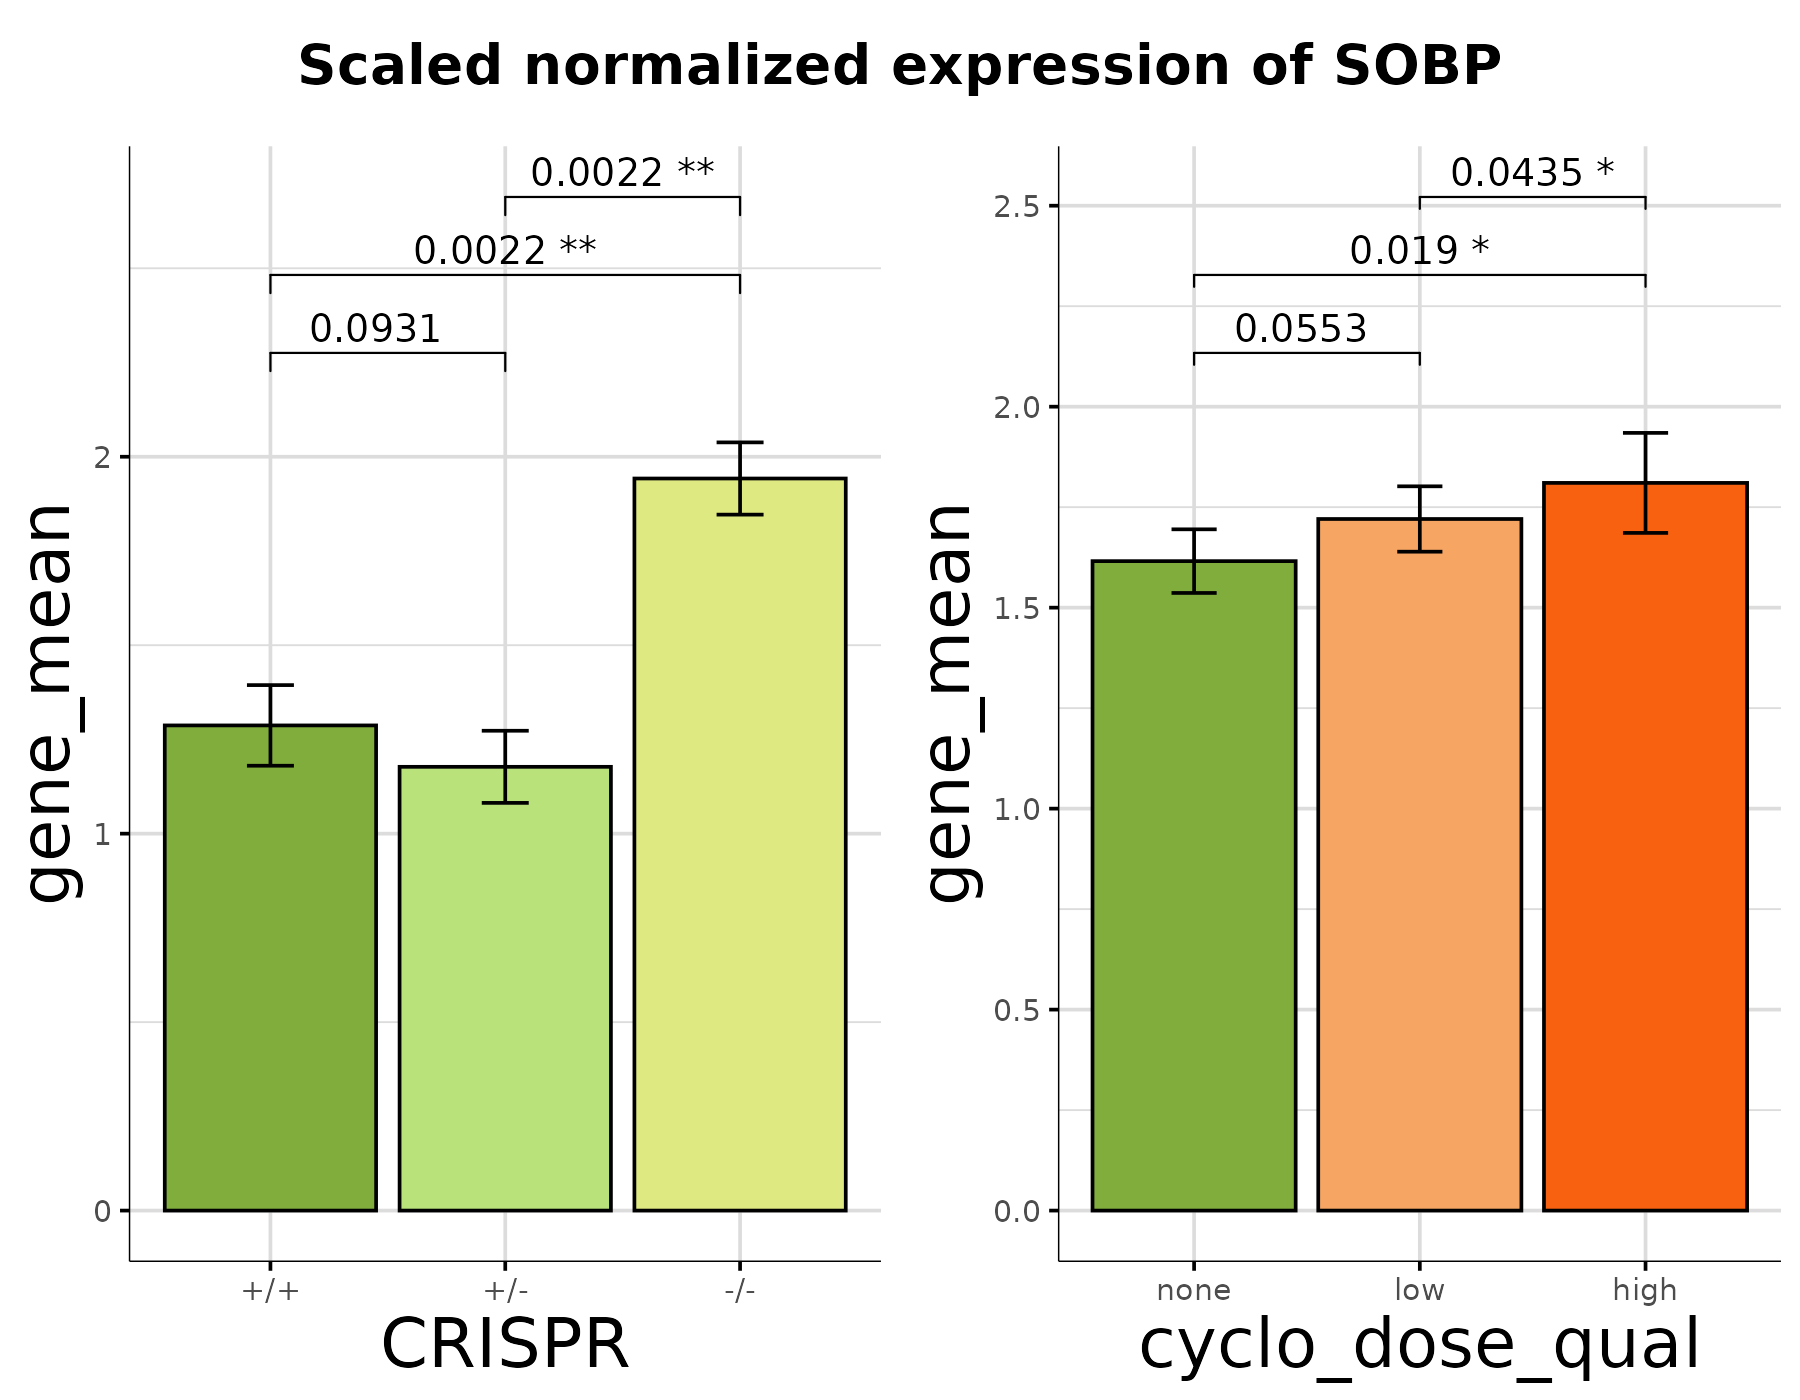 Scaled normalized expression of SOBP
gene_mean
0.0022 **
0.0022 **
0.0931
2
1
0
+/+ +/- -/-
CRISPR
gene_mean
0.0435 *
0.019 *
0.0553
2.5
2.0
1.5
1.0
0.5
0.0
none low high
cyclo_dose_qual